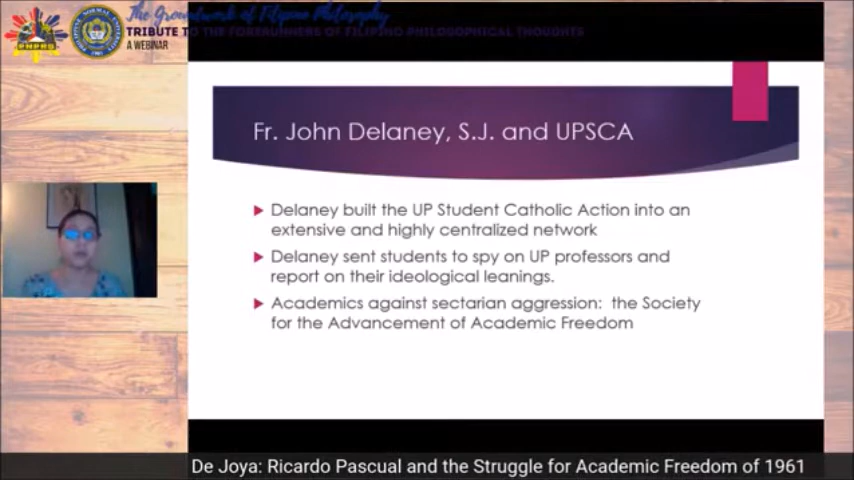 The Groundwork of Filipino Philosophy
TRIBUTE TO THE FORERUNNERS OF FILIPINO PHILOSOPHICAL THOUGHTS
A WEBINAR
Fr. John Delaney, S.J. and UPSCA
Delaney built the UP Student Catholic Action into an
extensive and highly centralized network
Delaney sent students to spy on UP professors and
report on their ideological leanings.
Academics against sectarian aggression: the Society
for the Advancement of Academic Freedom
De Joya: Ricardo Pascual and the Struggle for Academic Freedom of 1961